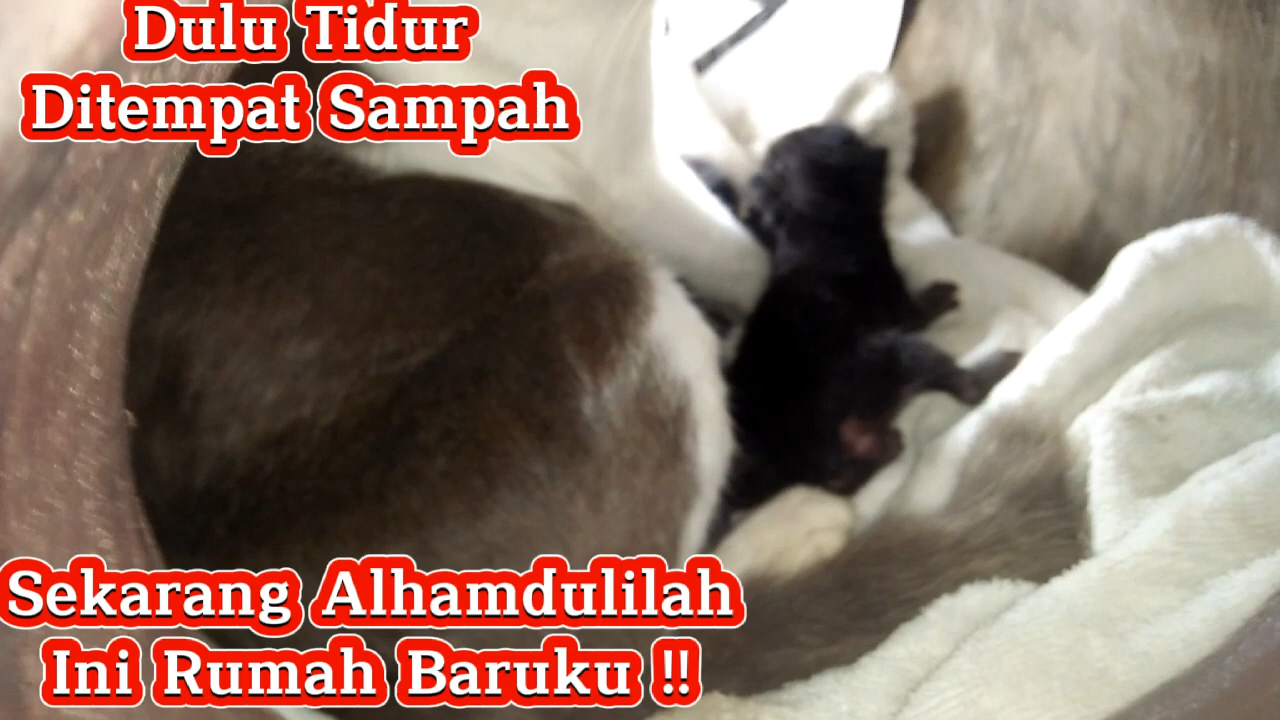 Dulu Tidur
Ditempat Sampah
Sekarang Alhamdulilah
Ini Rumah Baruku !!